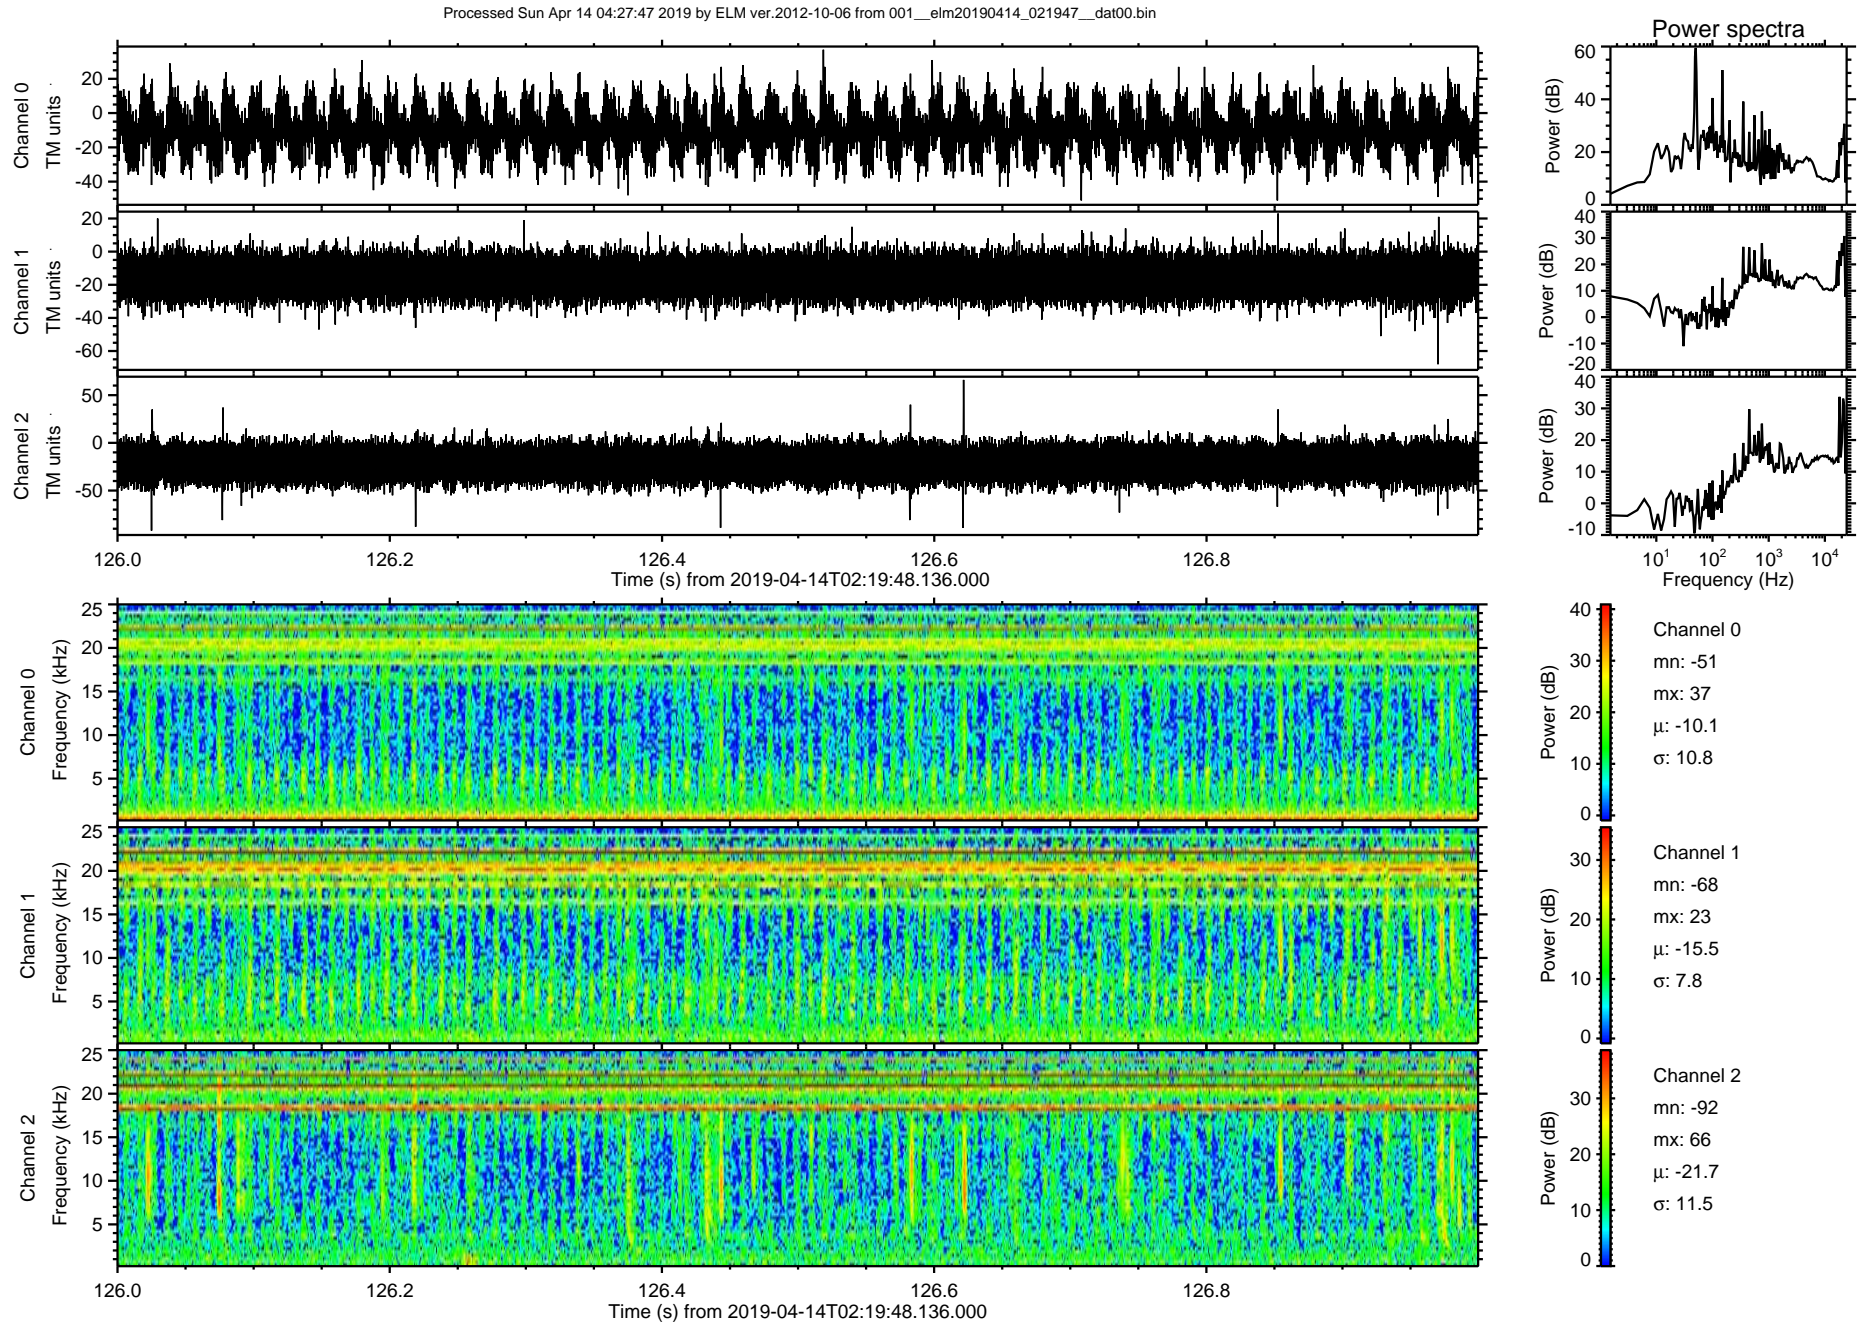 Processed Sun Apr 14 04:27:47 2019 by ELM ver.2012-10-06 from 001__elm20190414_021947__dat00.bin
Power spectra
Channel 0
TM units
20
0
-20
-40
Power (dB)
60
40
20
0
Channel 1
TM units
20
0
-20
-40
-60
Power (dB)
40
30
20
10
0
-10
-20
Channel 2
TM units
50
0
-50
Power (dB)
40
30
20
10
0
-10
126.0 126.2 126.4 126.6 126.8
Time (s) from 2019-04-14T02:19:48.136.000
10¹ 10² 10³ 10⁴
Frequency (Hz)
Channel 0
Frequency (kHz)
25
20
15
10
5
Power (dB)
40
30
20
10
0
Channel 0
mn: -51
mx: 37
µ: -10.1
σ: 10.8
Channel 1
Frequency (kHz)
25
20
15
10
5
Power (dB)
30
20
10
0
Channel 1
mn: -68
mx: 23
µ: -15.5
σ: 7.8
Channel 2
Frequency (kHz)
25
20
15
10
5
Power (dB)
30
20
10
0
Channel 2
mn: -92
mx: 66
µ: -21.7
σ: 11.5
126.0 126.2 126.4 126.6 126.8
Time (s) from 2019-04-14T02:19:48.136.000